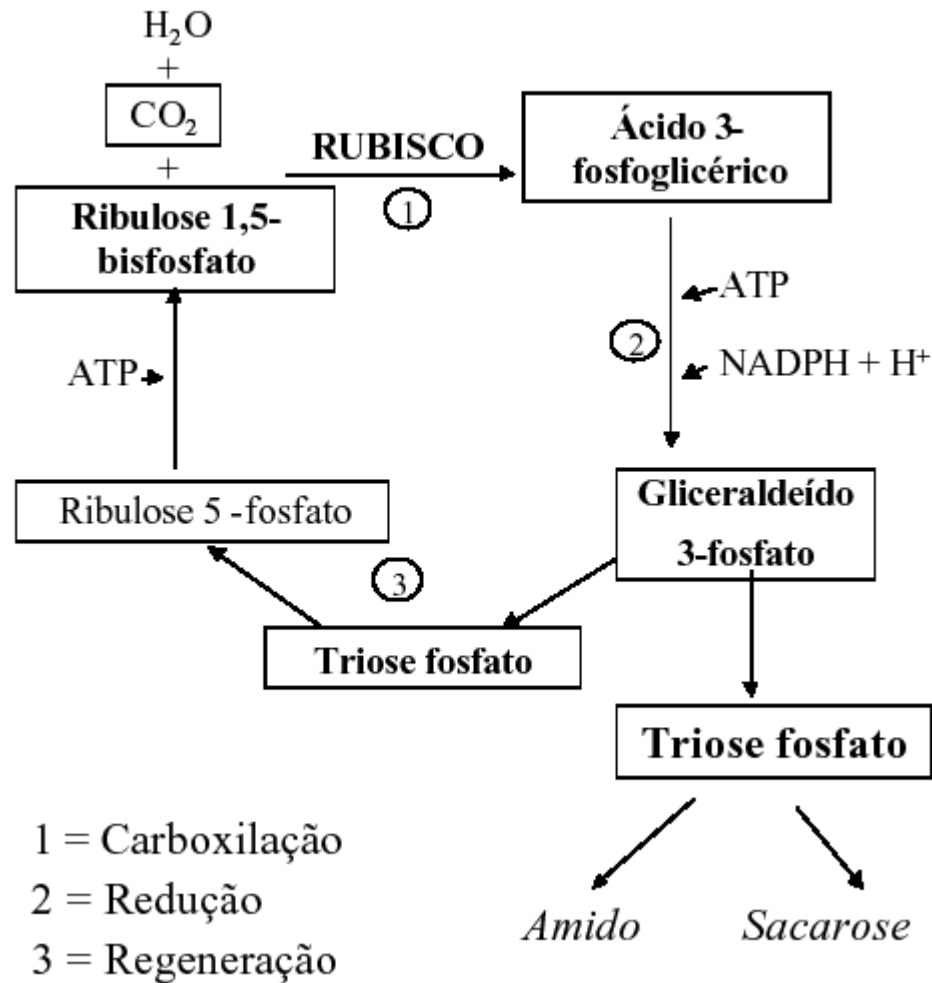 H₂O
+
CO₂
+
Ribulose 1,5-
bisfosfato
RUBISCO
1
Ácido 3-
fosfoglicérico
ATP
2
NADPH + H⁺
Gliceraldeído
3-fosfato
ATP
Ribulose 5 -fosfato
3
Triose fosfato
Triose fosfato
Amido
Sacarose
1 = Carboxilação
2 = Redução
3 = Regeneração